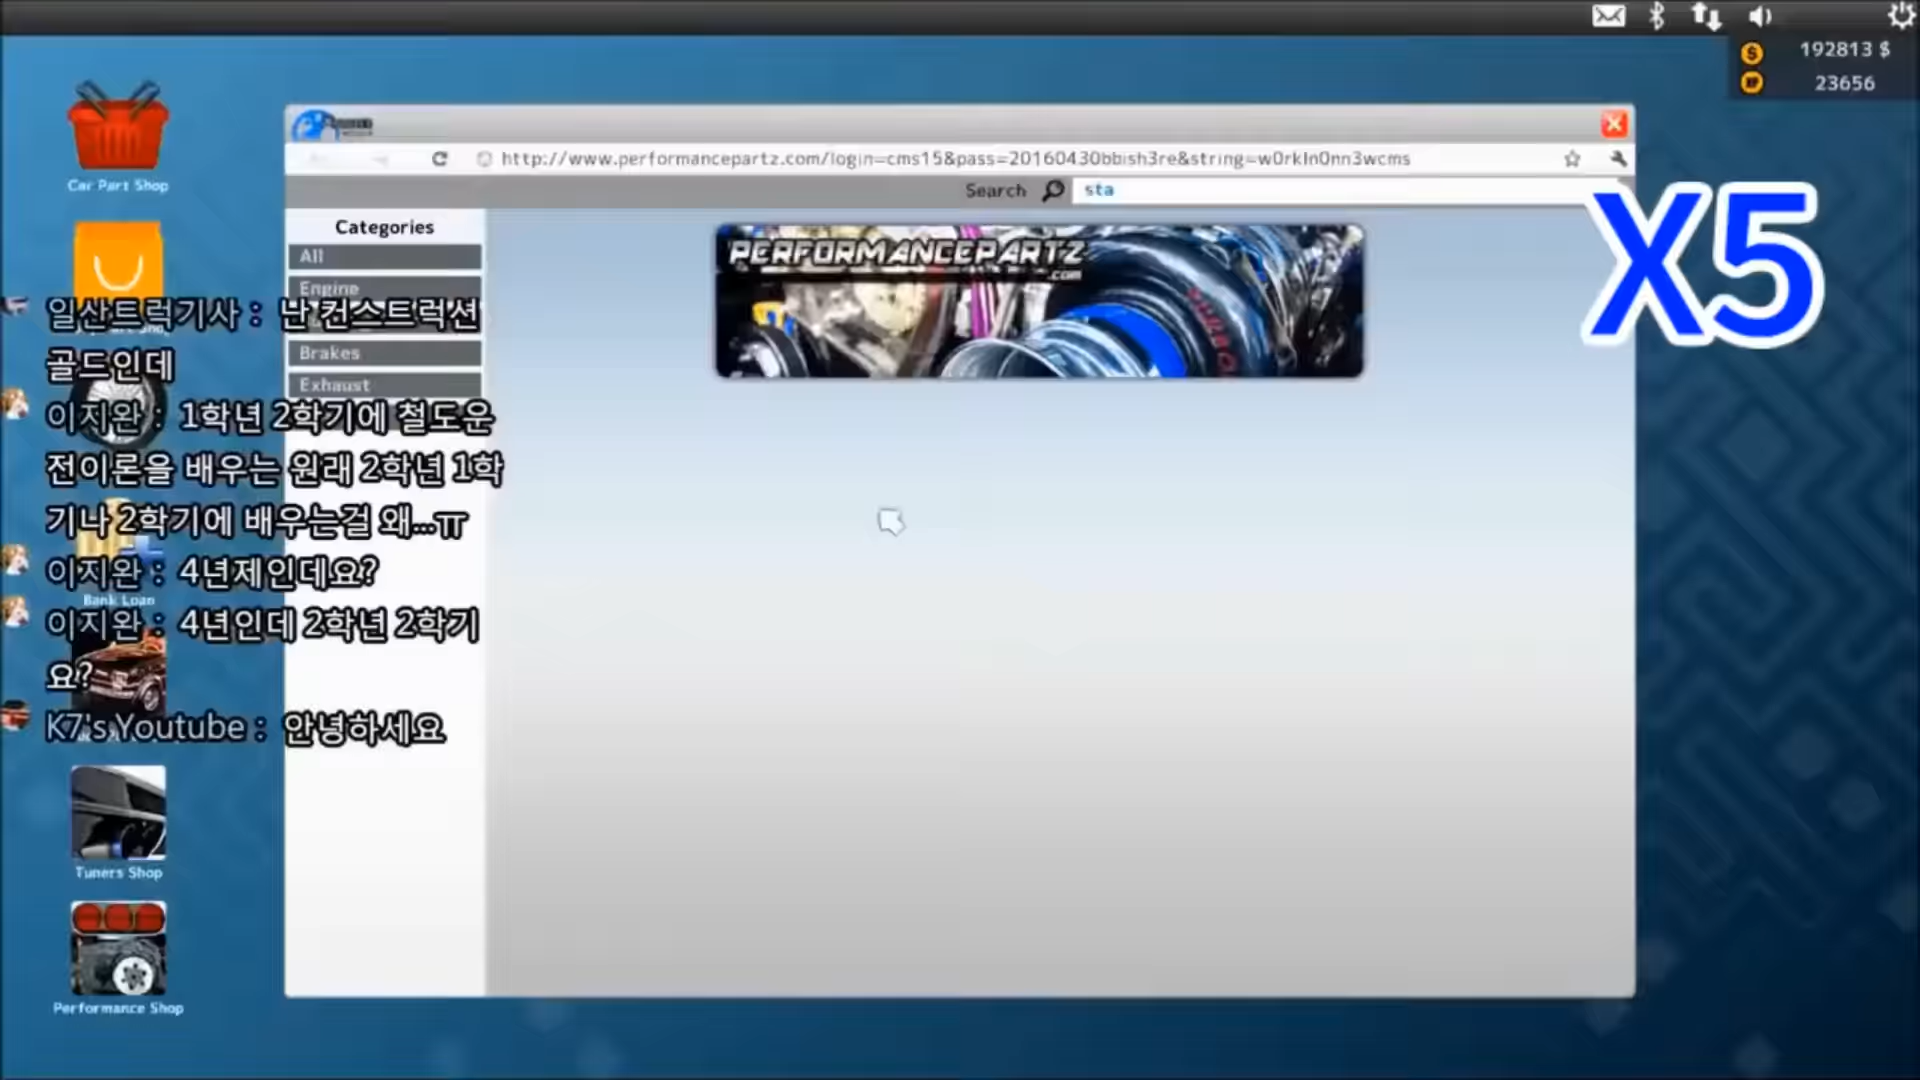 192813 $
23656
http://www.performancepartz.com/login=cms15&pass=20160430bbish3re&string=w0rkIn0nn3wcms
Search sta
X5
Categories
All
Engine
Brakes
Exhaust
PERFORMANCEPARTZ
.com
Car Part Shop
일산트럭기사 : 난 컨스트럭션
골드인데
이지완 : 1학년 2학기에 철도운
전이론을 배우는 원래 2학년 1학
기나 2학기에 배우는걸 왜...ㅠ
이지완 : 4년제인데요?
Bank Loan
이지완 : 4년인데 2학년 2학기
요?
K7's Youtube : 안녕하세요
Tuners Shop
Performance Shop